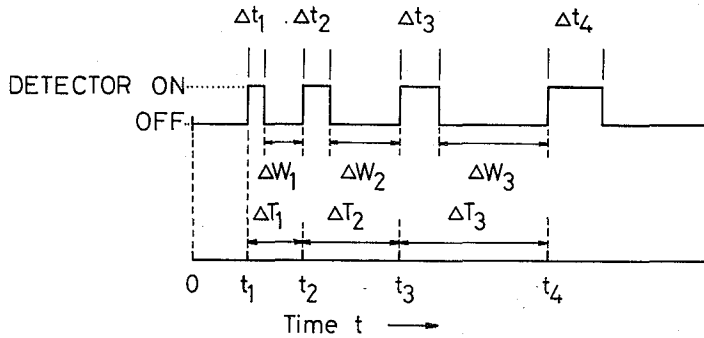 Δt₁ Δt₂ Δt₃ Δt₄
DETECTOR ON
OFF
ΔW₁ ΔW₂ ΔW₃
ΔT₁ ΔT₂ ΔT₃
0 t₁ t₂ t₃ t₄
Time t